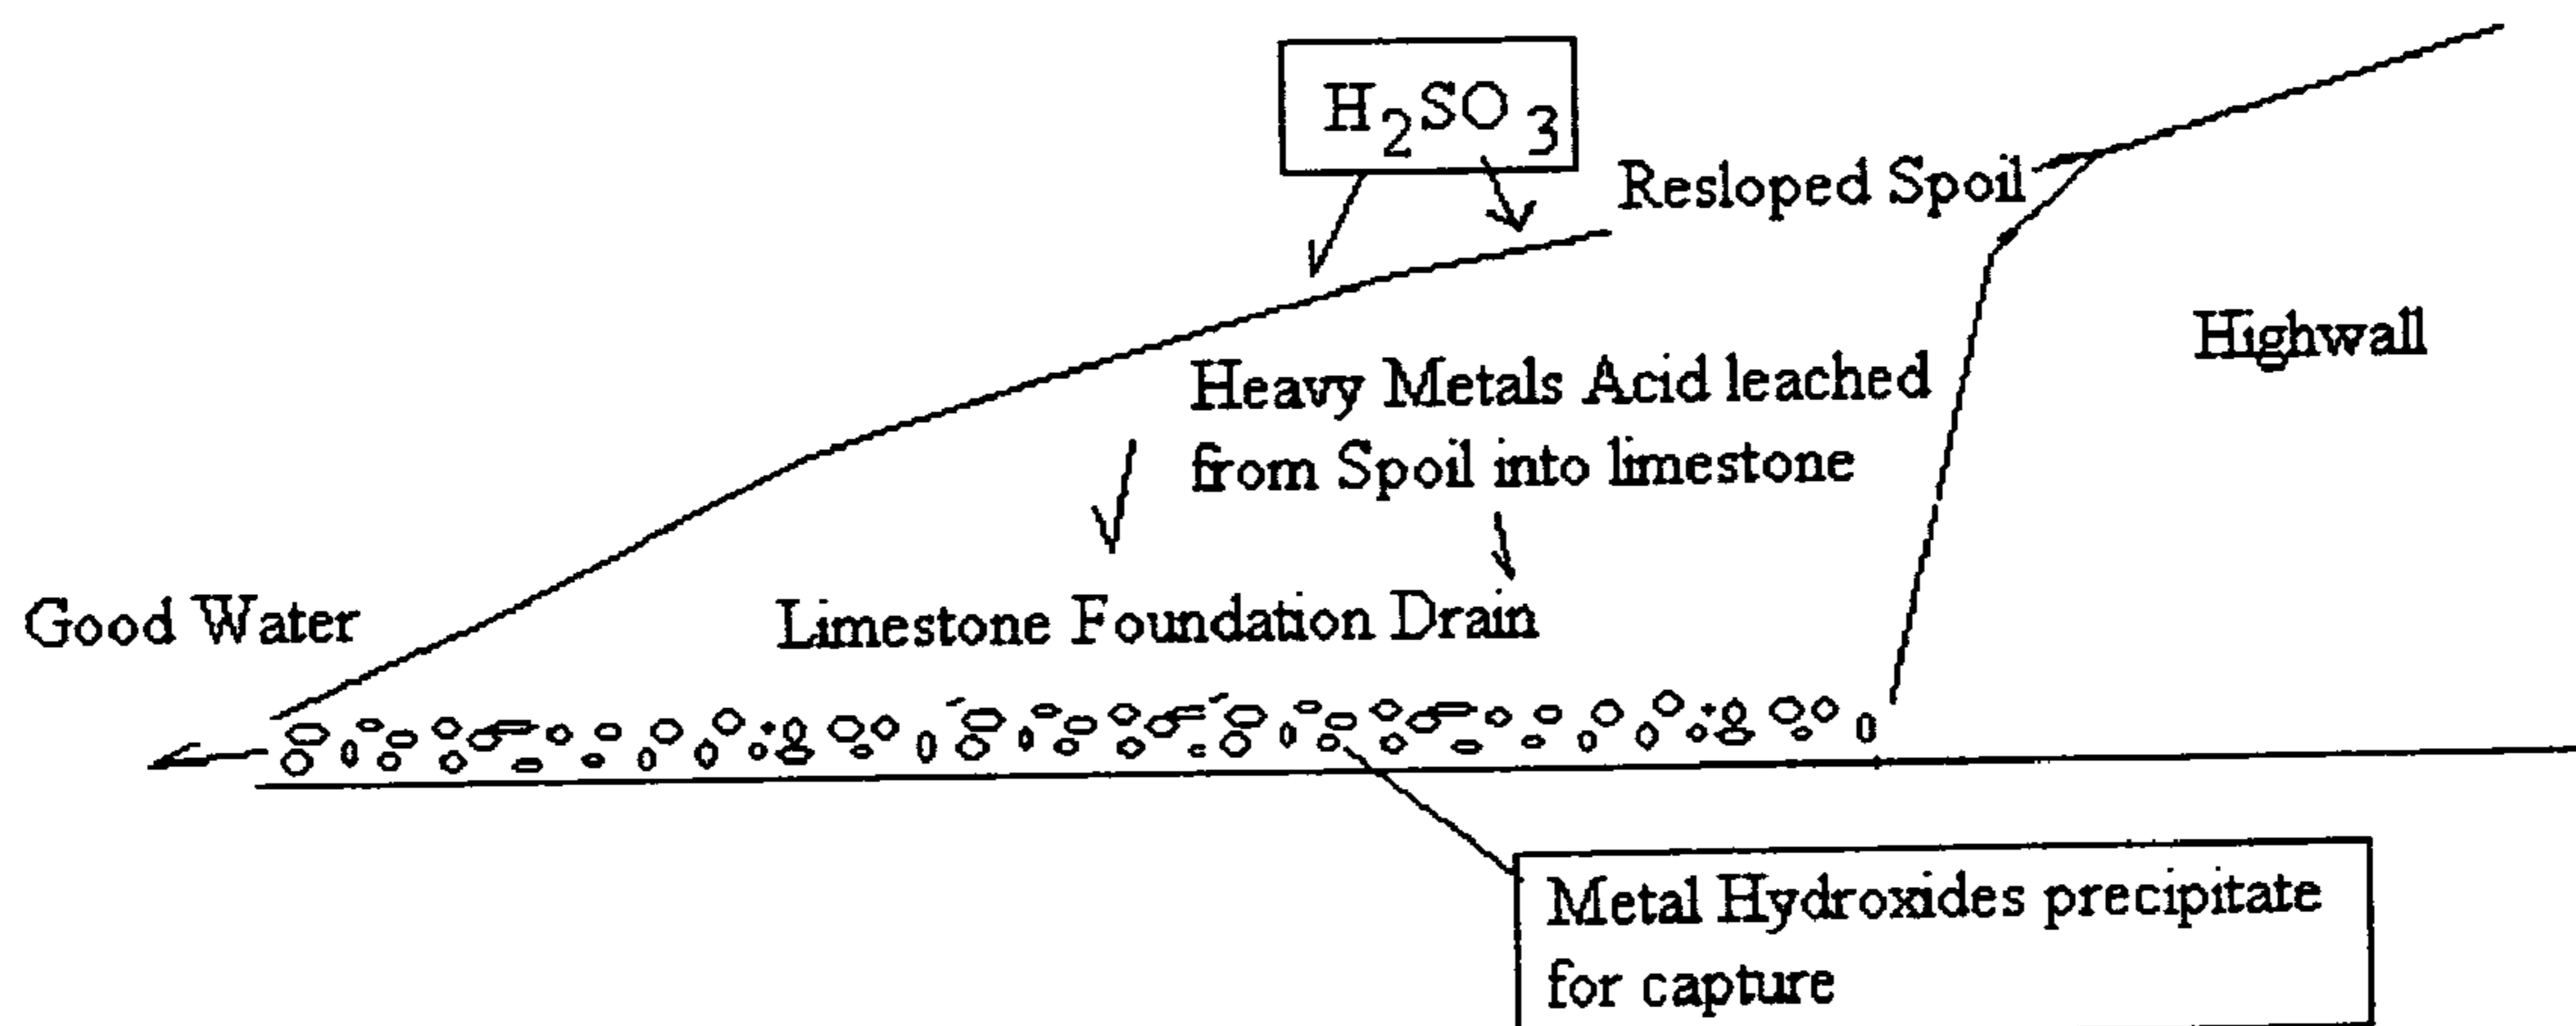 H₂SO₃
Resloped Spoil
Highwall
Heavy Metals Acid leached
from Spoil into limestone
Good Water
Limestone Foundation Drain
Metal Hydroxides precipitate
for capture